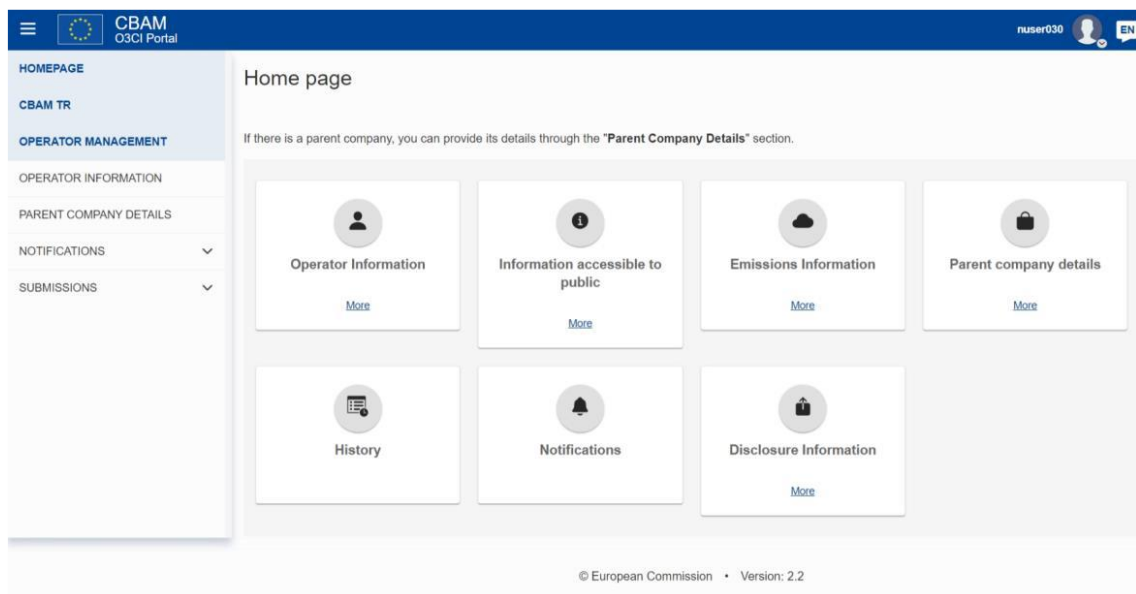 CBAM
O3CI Portal
nuser030
EN
HOMEPAGE
CBAM TR
OPERATOR MANAGEMENT
OPERATOR INFORMATION
PARENT COMPANY DETAILS
NOTIFICATIONS
SUBMISSIONS
Home page
If there is a parent company, you can provide its details through the "Parent Company Details" section.
Operator Information
More
Information accessible to
public
More
Emissions Information
More
Parent company details
More
History
Notifications
Disclosure Information
More
© European Commission • Version: 2.2